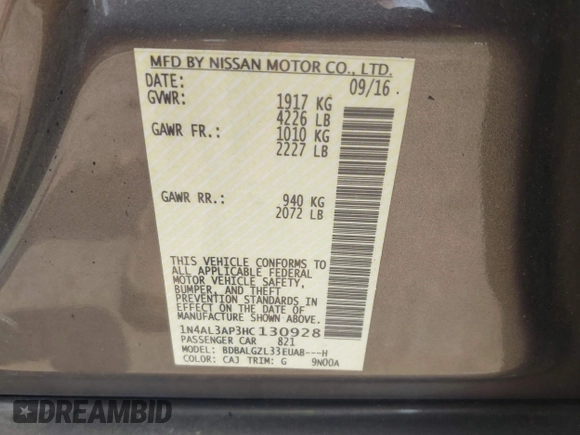 MFD BY NISSAN MOTOR CO., LTD.
DATE: 09/16
GVWR: 1917 KG
4226 LB
GAWR FR.: 1010 KG
2227 LB
GAWR RR.: 940 KG
2072 LB
THIS VEHICLE CONFORMS TO
ALL APPLICABLE FEDERAL
MOTOR VEHICLE SAFETY,
BUMPER, AND THEFT
PREVENTION STANDARDS IN
EFFECT ON THE DATE OF
MANUFACTURE SHOWN ABOVE.
1N4AL3AP3HC130928
PASSENGER CAR 821
MODEL: BDBALGZL33EUAB---H
COLOR: CAJ TRIM: G 9N00A
DREAMBID